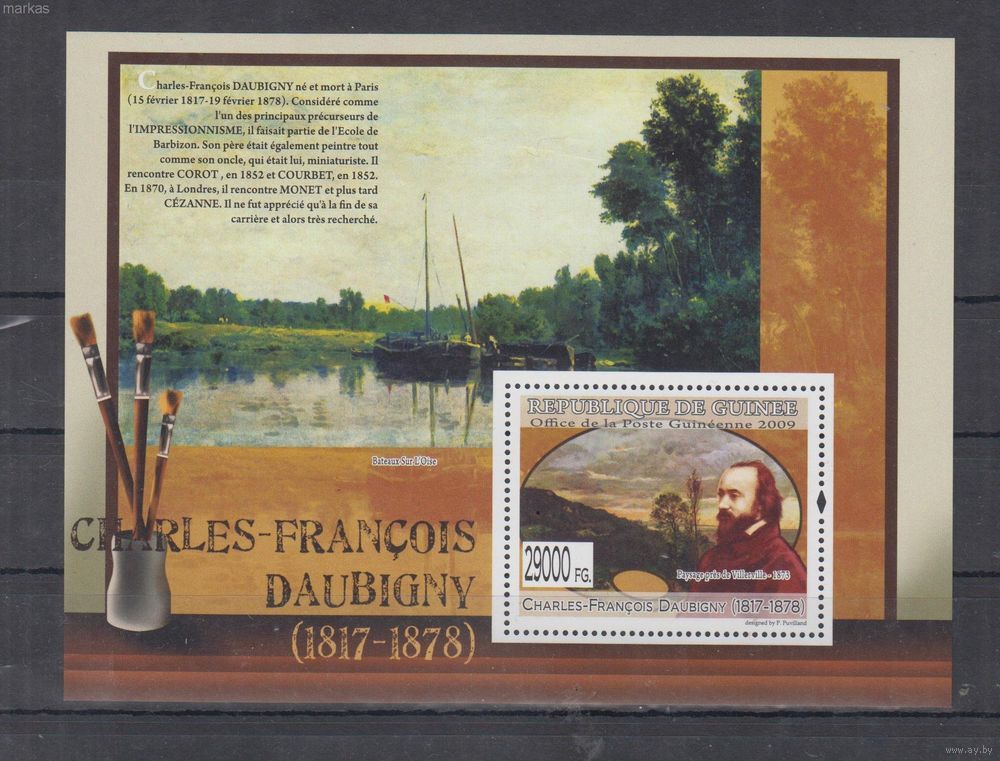 markas
Charles-François DAUBIGNY né et mort à Paris
(15 février 1817-19 février 1878). Considéré comme
l'un des principaux précurseurs de
l'IMPRESSIONNISME, il faisait partie de l'Ecole de
Barbizon. Son père était également peintre tout
comme son oncle, qui était lui, miniaturiste. Il
rencontre COROT , en 1852 et COURBET, en 1852.
En 1870, à Londres, il rencontre MONET et plus tard
CÉZANNE. Il ne fut apprécié qu'à la fin de sa
carrière et alors très recherché.
Bateaux Sur L'Oise
CHARLES-FRANÇOIS
DAUBIGNY
(1817-1878)
REPUBLIQUE DE GUINEE
Office de la Poste Guinéenne 2009
29000 FG.
Paysage près de Villerville - 1873
CHARLES-FRANÇOIS DAUBIGNY (1817-1878)
designed by P. Puvilland
www.ay.by